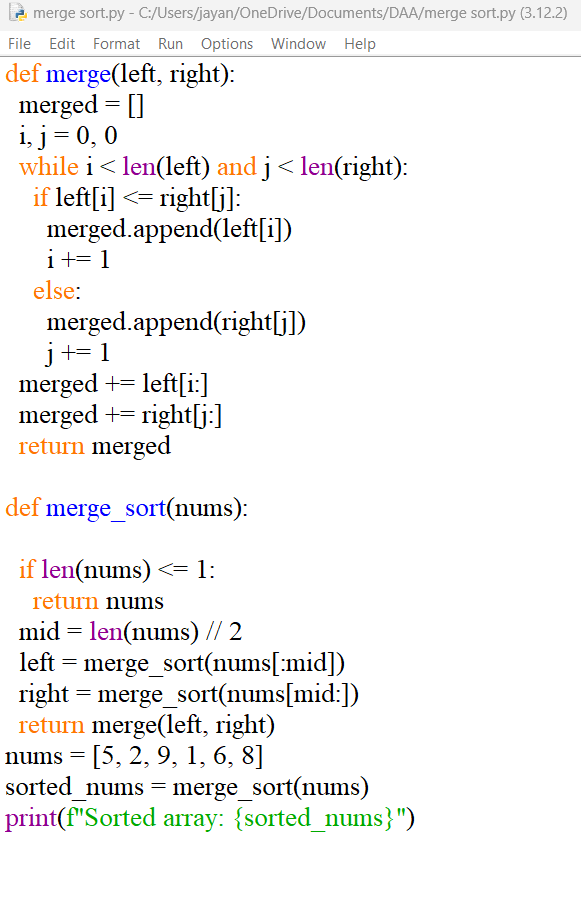 merge sort.py - C:/Users/jayan/OneDrive/Documents/DAA/merge sort.py (3.12.2)
File Edit Format Run Options Window Help
def merge(left, right):
  merged = []
  i, j = 0, 0
  while i < len(left) and j < len(right):
    if left[i] <= right[j]:
      merged.append(left[i])
      i += 1
    else:
      merged.append(right[j])
      j += 1
  merged += left[i:]
  merged += right[j:]
  return merged

def merge_sort(nums):

  if len(nums) <= 1:
    return nums
  mid = len(nums) // 2
  left = merge_sort(nums[:mid])
  right = merge_sort(nums[mid:])
  return merge(left, right)
nums = [5, 2, 9, 1, 6, 8]
sorted_nums = merge_sort(nums)
print(f"Sorted array: {sorted_nums}")